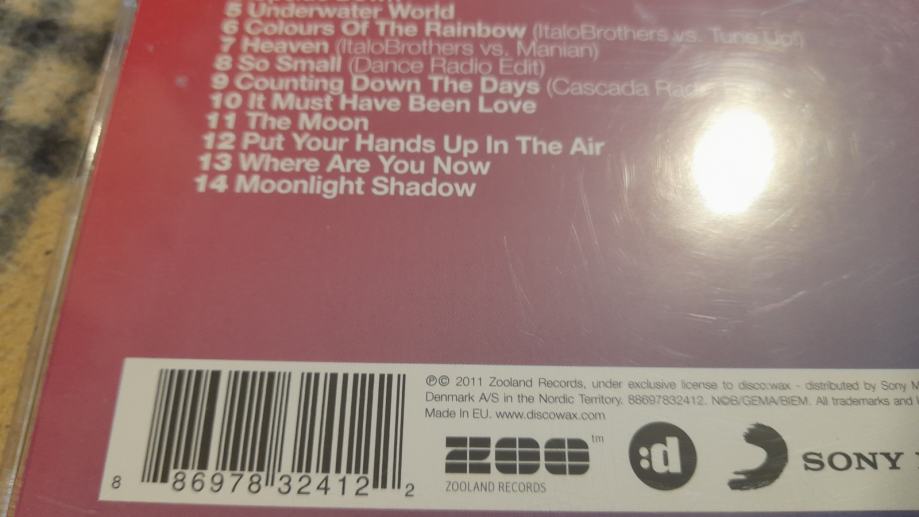 5 Underwater World
6 Colours Of The Rainbow (ItaloBrothers vs. Tune Up!)
7 Heaven (ItaloBrothers vs. Manian)
8 So Small (Dance Radio Edit)
9 Counting Down The Days (Cascada
10 It Must Have Been Love
11 The Moon
12 Put Your Hands Up In The Air
13 Where Are You Now
14 Moonlight Shadow
℗© 2011 Zooland Records, under exclusive license to disco:wax - distributed by Sony
Denmark A/S in the Nordic Territory. 88697832412. N©B/GEMA/BIEM. All trademarks and
Made In EU. www.discowax.com
ZOO tm
ZOOLAND RECORDS
:d
SONY
8 86978 32412 2